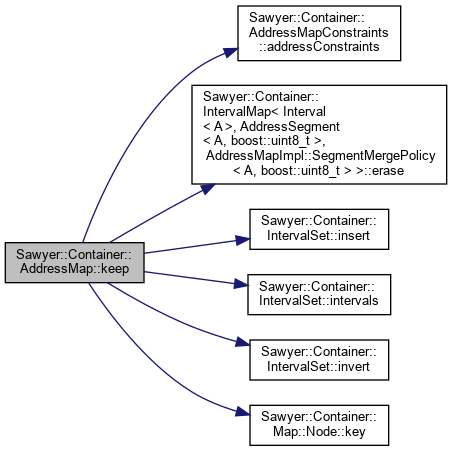 Sawyer::Container::
AddressMapConstraints
::addressConstraints
Sawyer::Container::
IntervalMap< Interval
< A >, AddressSegment
< A, boost::uint8_t >,
AddressMapImpl::SegmentMergePolicy
< A, boost::uint8_t > >::erase
Sawyer::Container::
IntervalSet::insert
Sawyer::Container::
AddressMap::keep
Sawyer::Container::
IntervalSet::intervals
Sawyer::Container::
IntervalSet::invert
Sawyer::Container::
Map::Node::key